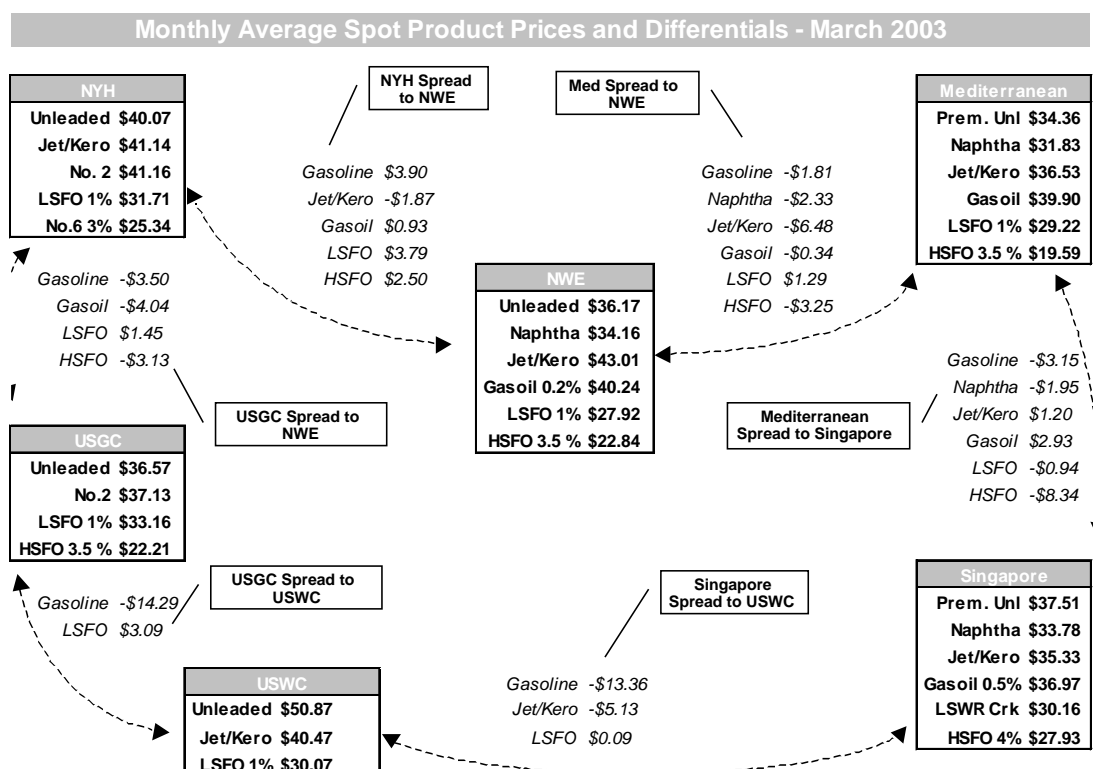 Monthly Average Spot Product Prices and Differentials - March 2003
NYH
Unleaded $40.07
Jet/Kero $41.14
No. 2 $41.16
LSFO 1% $31.71
No.6 3% $25.34
NYH Spread
to NWE
Gasoline $3.90
Jet/Kero -$1.87
Gasoil $0.93
LSFO $3.79
HSFO $2.50
Med Spread to
NWE
Gasoline -$1.81
Naphtha -$2.33
Jet/Kero -$6.48
Gasoil -$0.34
LSFO $1.29
HSFO -$3.25
Mediterranean
Prem. Unl $34.36
Naphtha $31.83
Jet/Kero $36.53
Gasoil $39.90
LSFO 1% $29.22
HSFO 3.5 % $19.59
Gasoline -$3.50
Gasoil -$4.04
LSFO $1.45
HSFO -$3.13
USGC Spread to
NWE
NWE
Unleaded $36.17
Naphtha $34.16
Jet/Kero $43.01
Gasoil 0.2% $40.24
LSFO 1% $27.92
HSFO 3.5 % $22.84
Mediterranean
Spread to Singapore
Gasoline -$3.15
Naphtha -$1.95
Jet/Kero $1.20
Gasoil $2.93
LSFO -$0.94
HSFO -$8.34
USGC
Unleaded $36.57
No.2 $37.13
LSFO 1% $33.16
HSFO 3.5 % $22.21
USGC Spread to
USWC
Gasoline -$14.29
LSFO $3.09
Singapore
Spread to USWC
Gasoline -$13.36
Jet/Kero -$5.13
LSFO $0.09
Singapore
Prem. Unl $37.51
Naphtha $33.78
Jet/Kero $35.33
Gasoil 0.5% $36.97
LSWR Crk $30.16
HSFO 4% $27.93
USWC
Unleaded $50.87
Jet/Kero $40.47
LSFO 1% $30.07